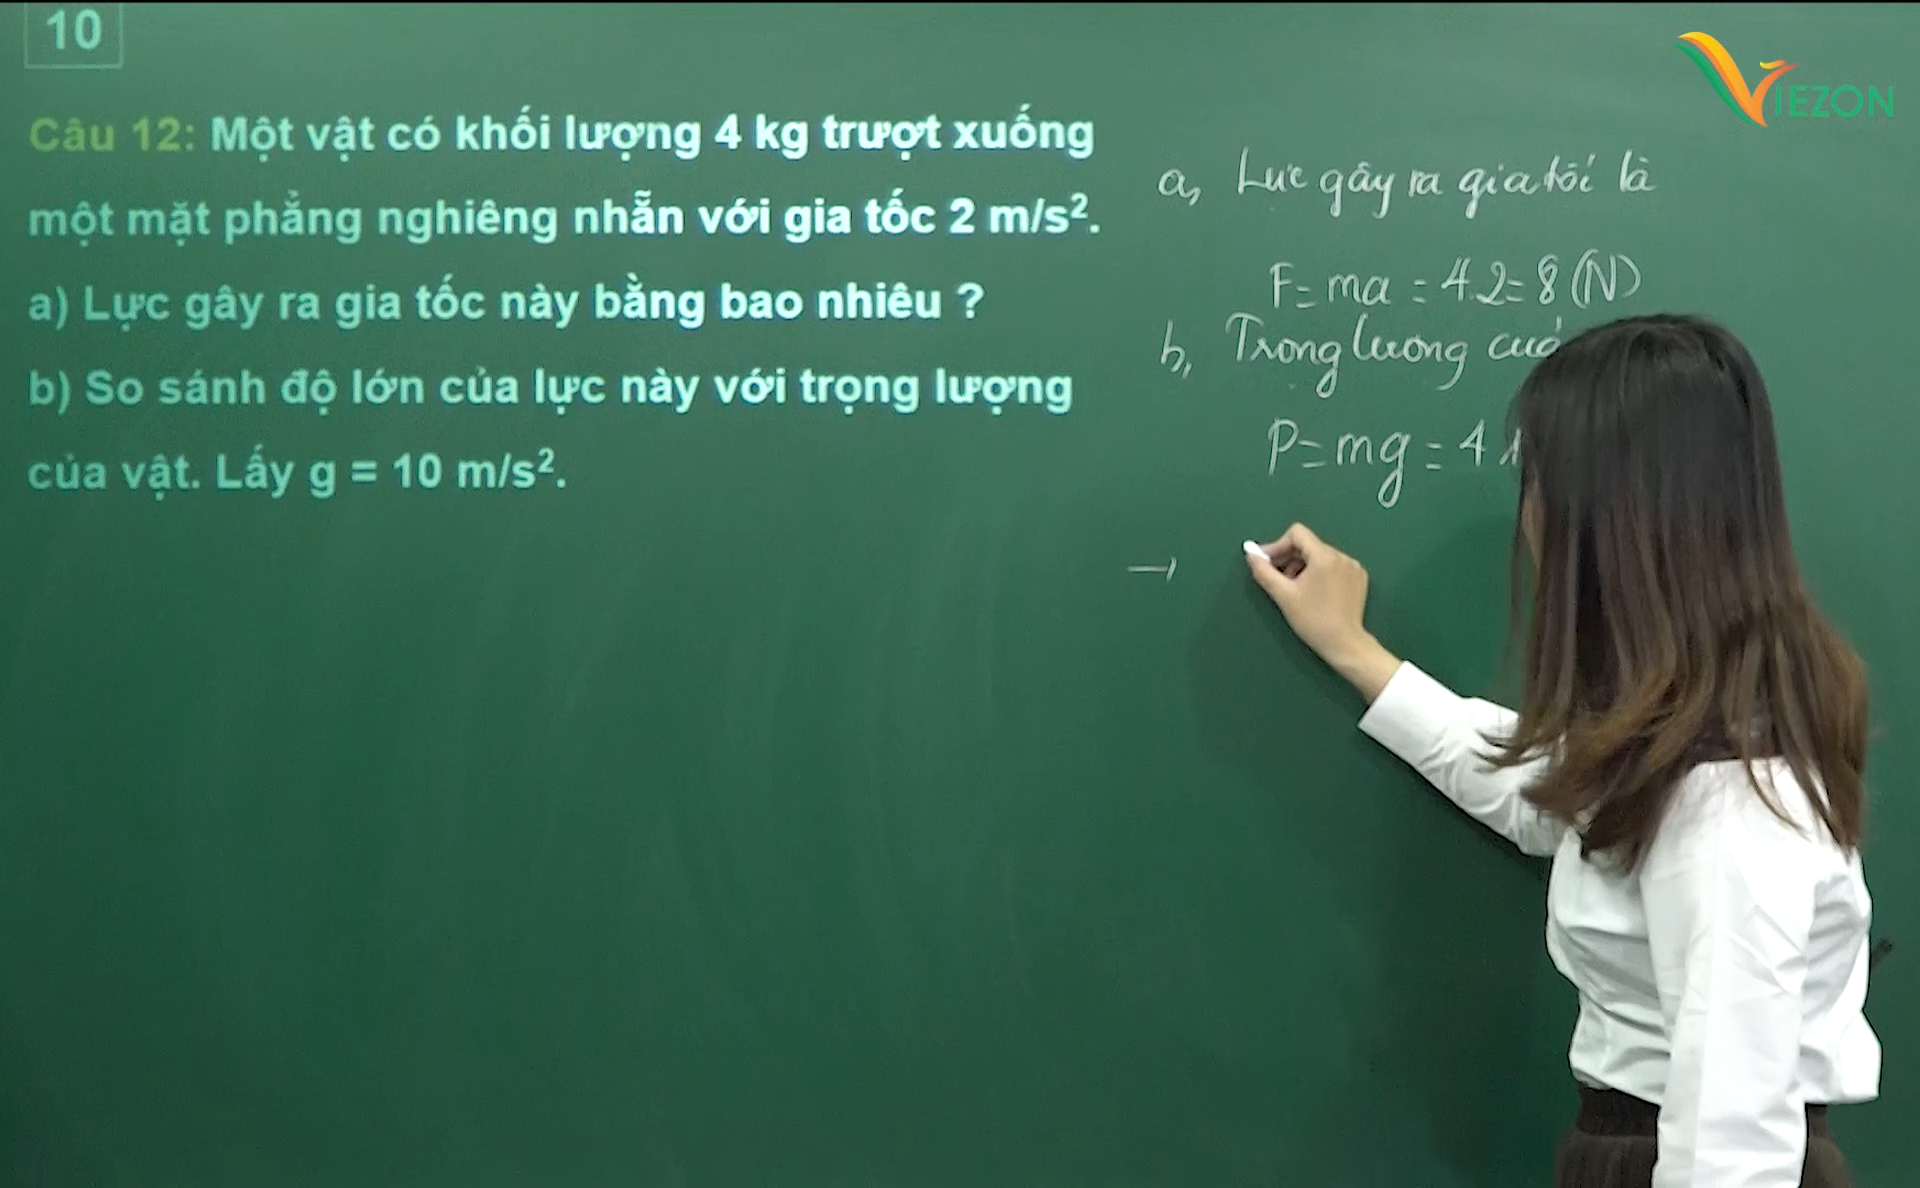 10
VIEZON
Câu 12: Một vật có khối lượng 4 kg trượt xuống
một mặt phẳng nghiêng nhẵn với gia tốc 2 m/s².
a) Lực gây ra gia tốc này bằng bao nhiêu ?
b) So sánh độ lớn của lực này với trọng lượng
của vật. Lấy g = 10 m/s².
a, Lực gây ra gia tốc là
F = ma = 4.2 = 8 (N)
b, Trọng lượng của
P = mg = 4
→